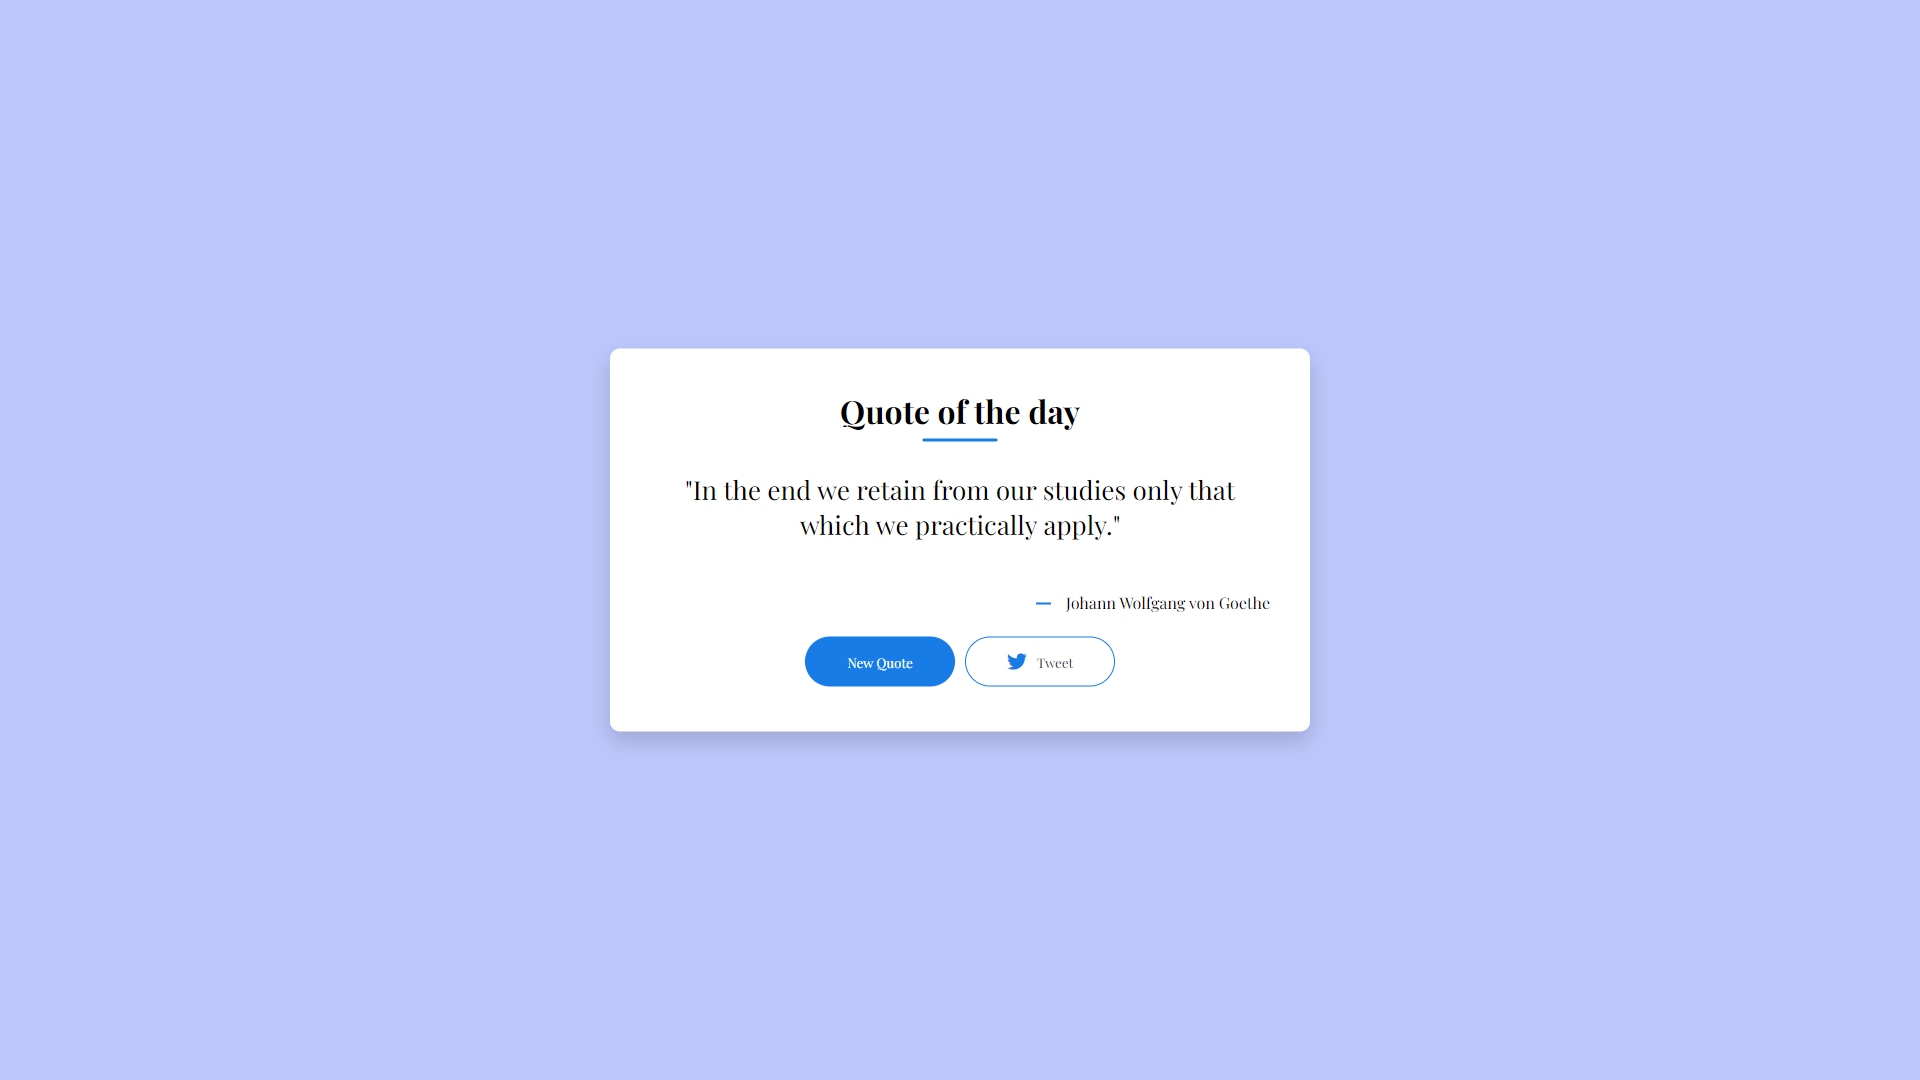 Quote of the day
"In the end we retain from our studies only that
which we practically apply."
Johann Wolfgang von Goethe
New Quote
Tweet